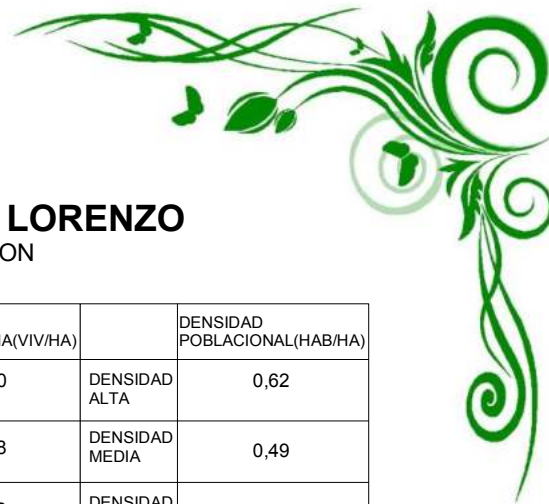 LORENZO
ON
HA(VIV/HA)
DENSIDAD
POBLACIONAL(HAB/HA)
0
DENSIDAD
ALTA
0,62
3
DENSIDAD
MEDIA
0,49
DENSIDAD